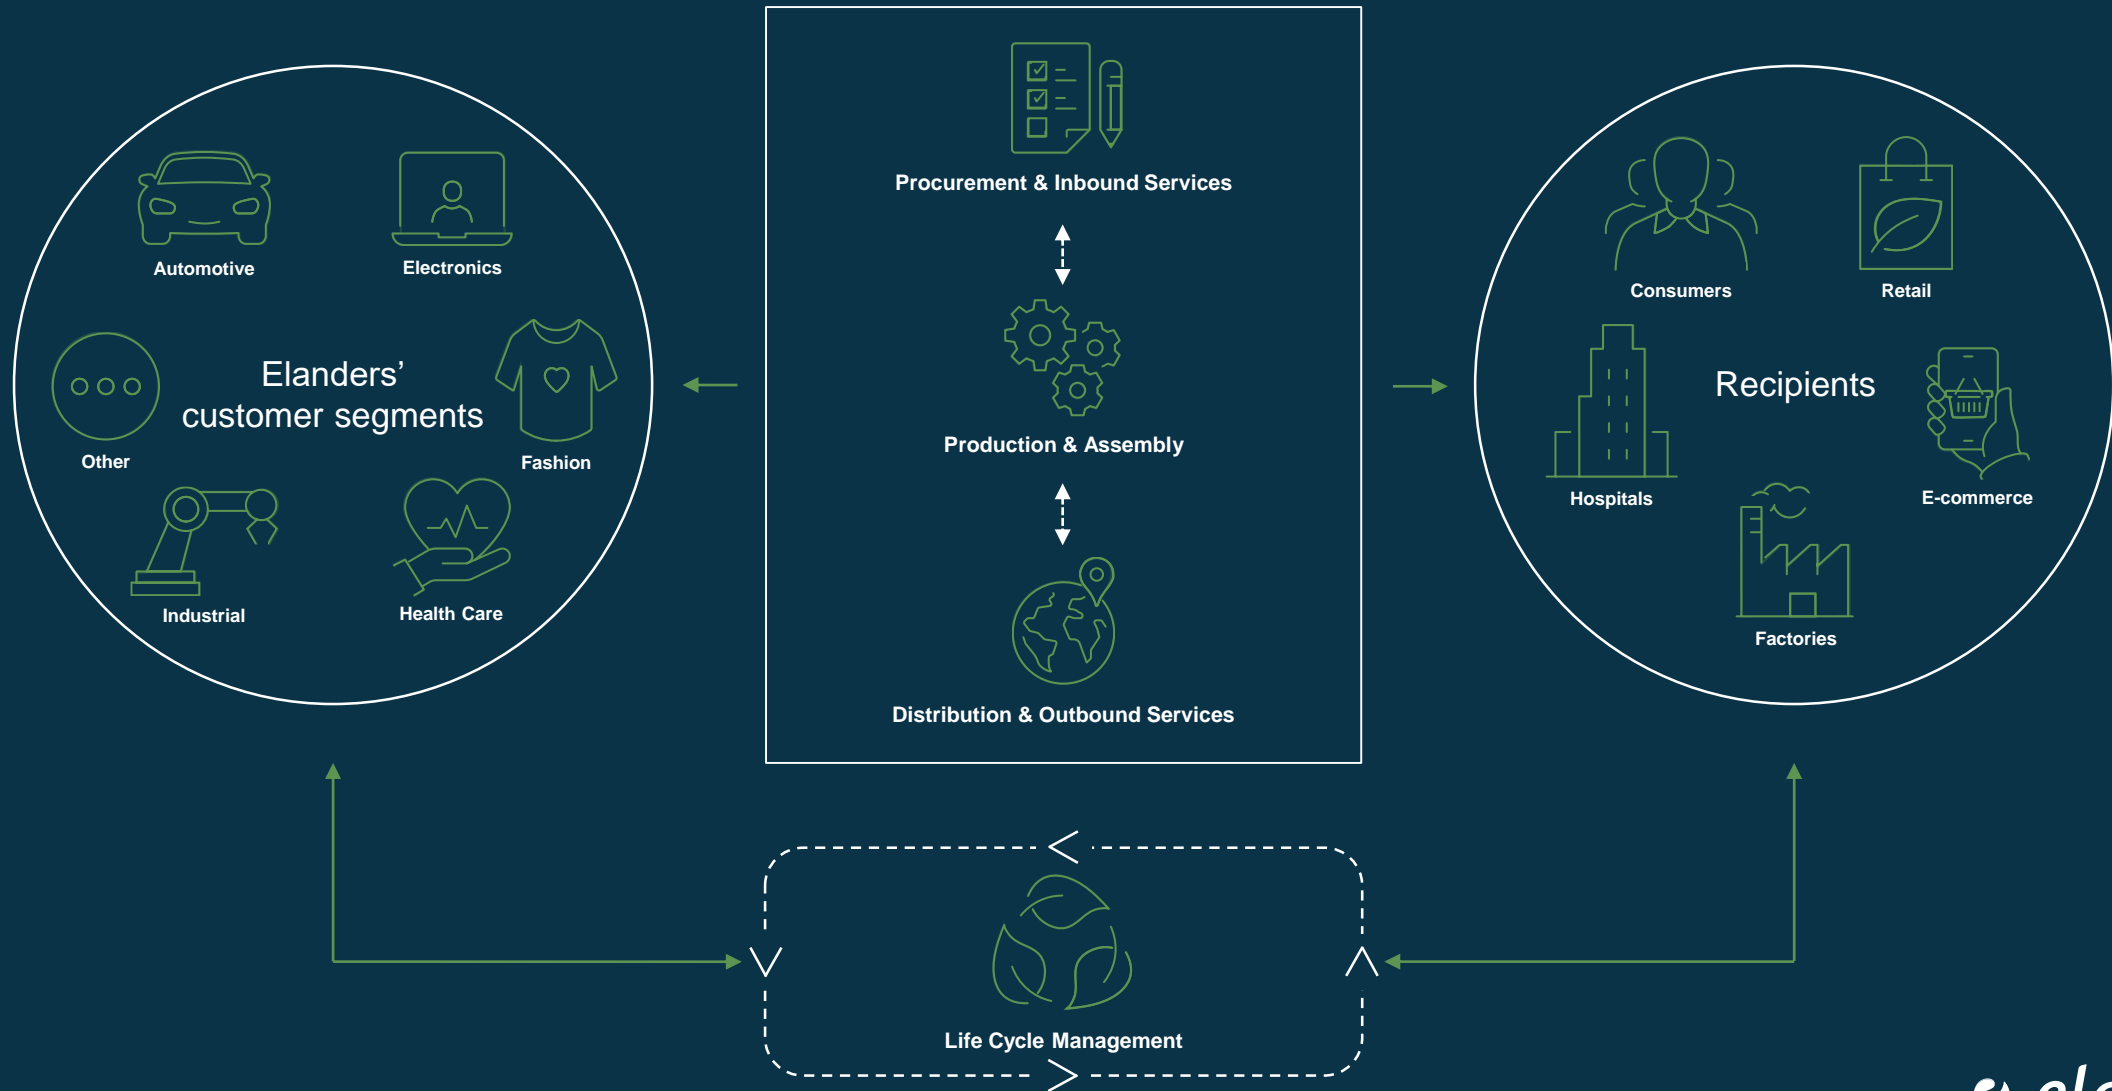 Procurement & Inbound Services
Production & Assembly
Distribution & Outbound Services
Elanders’
customer segments
Automotive
Electronics
Other
Fashion
Industrial
Health Care
Recipients
Consumers
Retail
Hospitals
E-commerce
Factories
Life Cycle Management